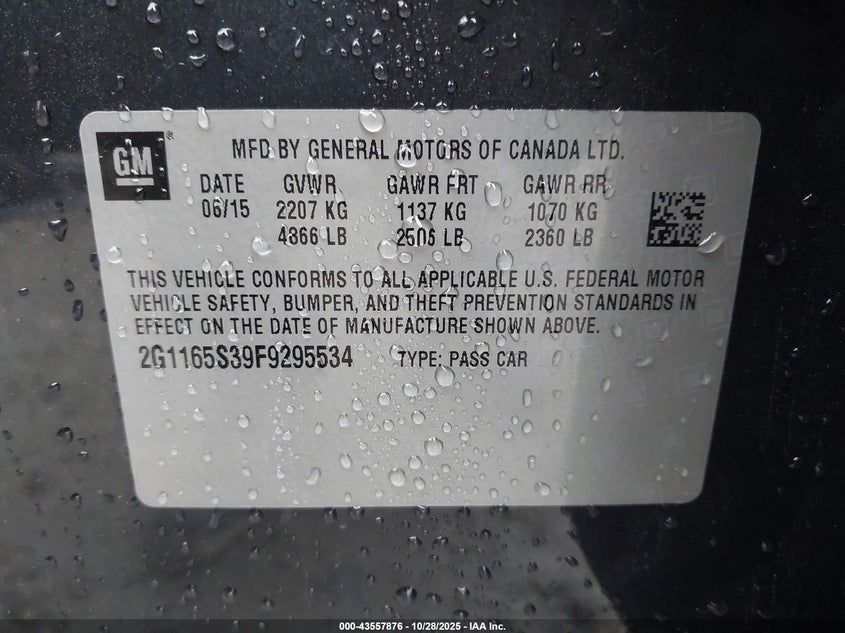 GM ®
MFD BY GENERAL MOTORS OF CANADA LTD.
DATE GVWR GAWR FRT GAWR RR
06/15 2207 KG 1137 KG 1070 KG
4866 LB 2506 LB 2360 LB
THIS VEHICLE CONFORMS TO ALL APPLICABLE U.S. FEDERAL MOTOR
VEHICLE SAFETY, BUMPER, AND THEFT PREVENTION STANDARDS IN
EFFECT ON THE DATE OF MANUFACTURE SHOWN ABOVE.
2G1165S39F9295534 TYPE: PASS CAR
000-43557876 - 10/28/2025 - IAA Inc.